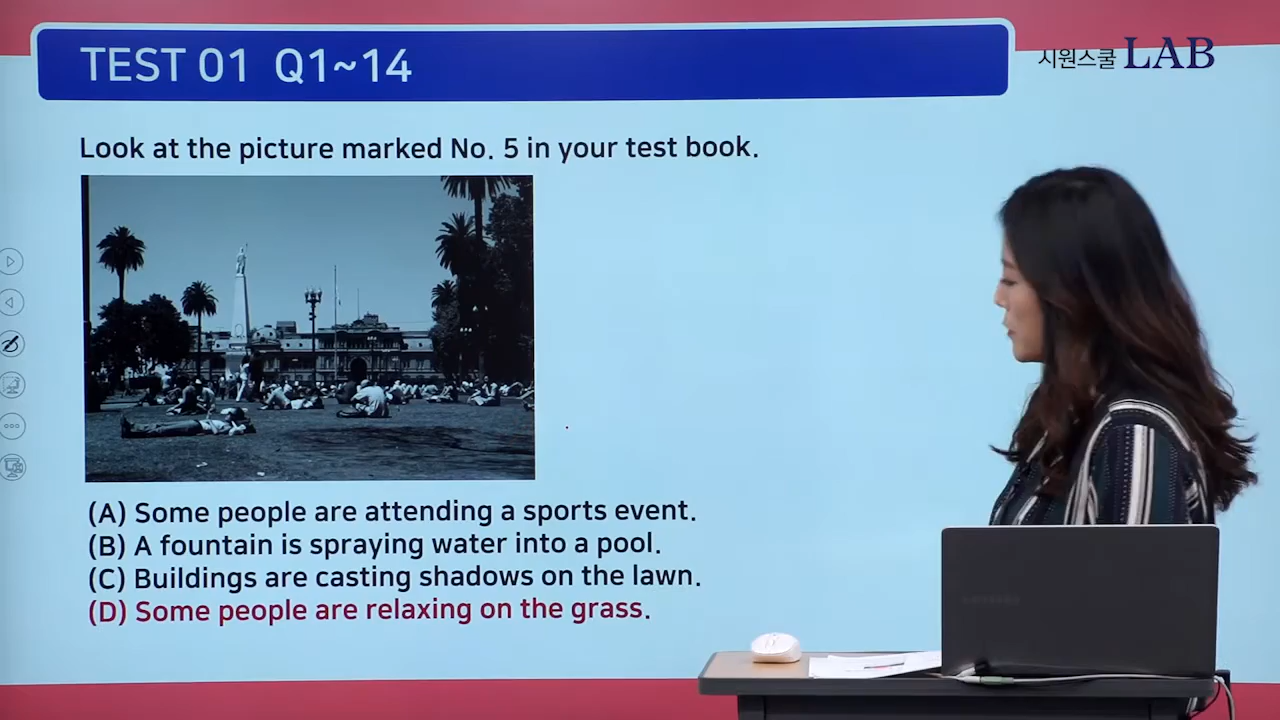 TEST 01 Q1~14
시원스쿨 LAB
Look at the picture marked No. 5 in your test book.
(A) Some people are attending a sports event.
(B) A fountain is spraying water into a pool.
(C) Buildings are casting shadows on the lawn.
(D) Some people are relaxing on the grass.